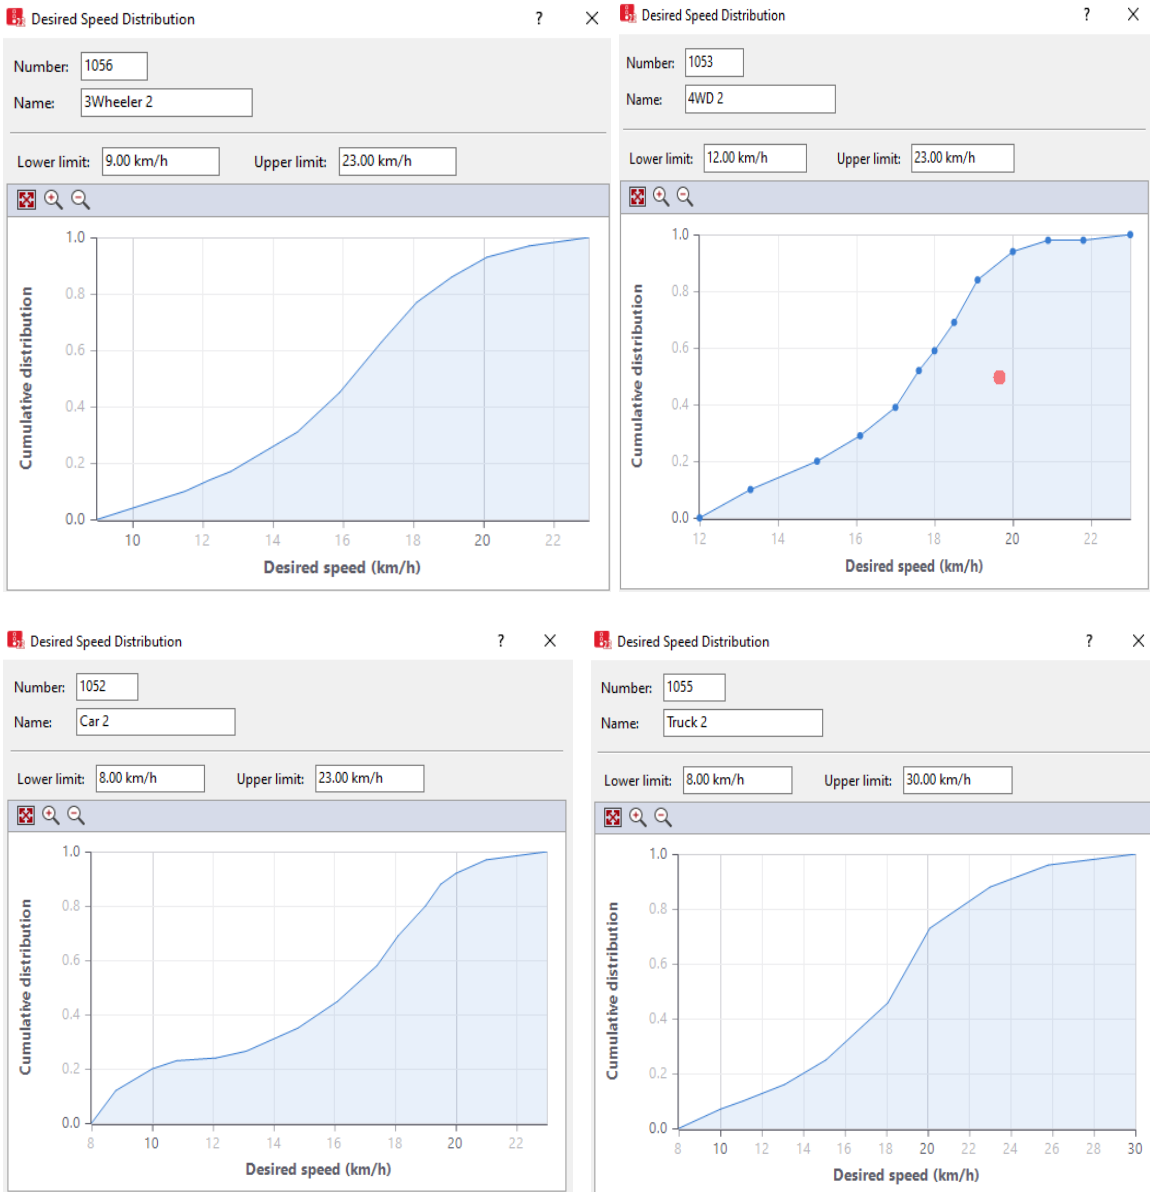 Desired Speed Distribution ? ×
Number: 1056
Name: 3Wheeler 2
Lower limit: 9.00 km/h Upper limit: 23.00 km/h
1.0
0.8
0.6
0.4
0.2
0.0
Cumulative distribution
10 12 14 16 18 20 22
Desired speed (km/h)
Desired Speed Distribution ? ×
Number: 1053
Name: 4WD 2
Lower limit: 12.00 km/h Upper limit: 23.00 km/h
1.0
0.8
0.6
0.4
0.2
0.0
Cumulative distribution
12 14 16 18 20 22
Desired speed (km/h)
Desired Speed Distribution ? ×
Number: 1052
Name: Car 2
Lower limit: 8.00 km/h Upper limit: 23.00 km/h
1.0
0.8
0.6
0.4
0.2
0.0
Cumulative distribution
8 10 12 14 16 18 20 22
Desired speed (km/h)
Desired Speed Distribution ? ×
Number: 1055
Name: Truck 2
Lower limit: 8.00 km/h Upper limit: 30.00 km/h
1.0
0.8
0.6
0.4
0.2
0.0
Cumulative distribution
8 10 12 14 16 18 20 22 24 26 28 30
Desired speed (km/h)